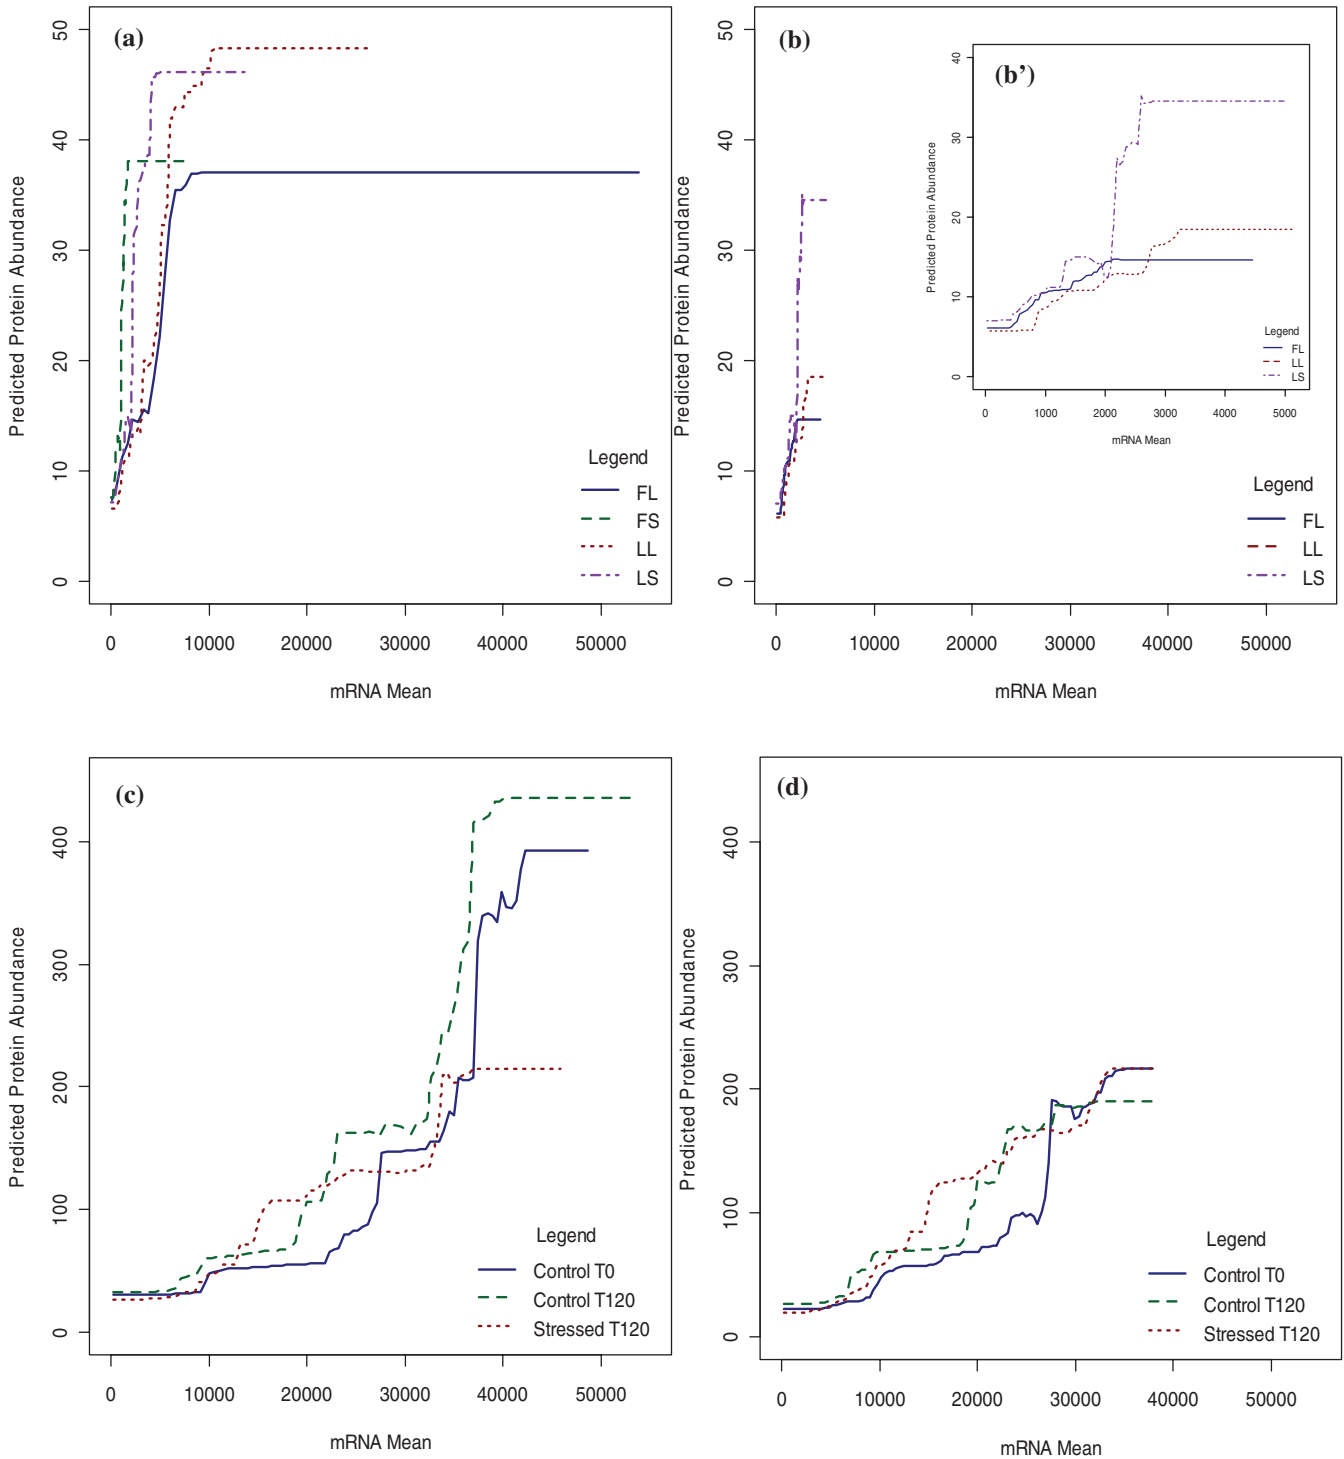 (a)
50
40
30
20
10
0
Predicted Protein Abundance
Legend
FL
FS
LL
LS
0 10000 20000 30000 40000 50000
mRNA Mean
(b)
50
40
30
20
10
0
Predicted Protein Abundance
(b’)
40
30
20
10
0
Predicted Protein Abundance
Legend
FL
LL
LS
0 1000 2000 3000 4000 5000
mRNA Mean
Legend
FL
LL
LS
0 10000 20000 30000 40000 50000
mRNA Mean
(c)
400
300
200
100
0
Predicted Protein Abundance
Legend
Control T0
Control T120
Stressed T120
0 10000 20000 30000 40000 50000
mRNA Mean
(d)
400
300
200
100
0
Predicted Protein Abundance
Legend
Control T0
Control T120
Stressed T120
0 10000 20000 30000 40000 50000
mRNA Mean